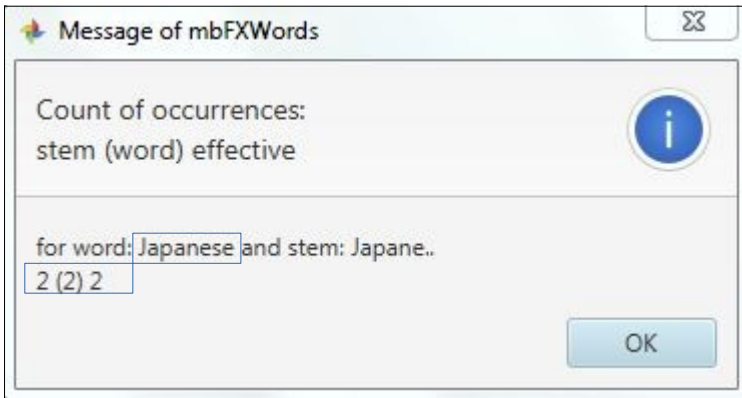 Message of mbFXWords
Count of occurrences:
stem (word) effective
for word: Japanese and stem: Japane..
2 (2) 2
OK